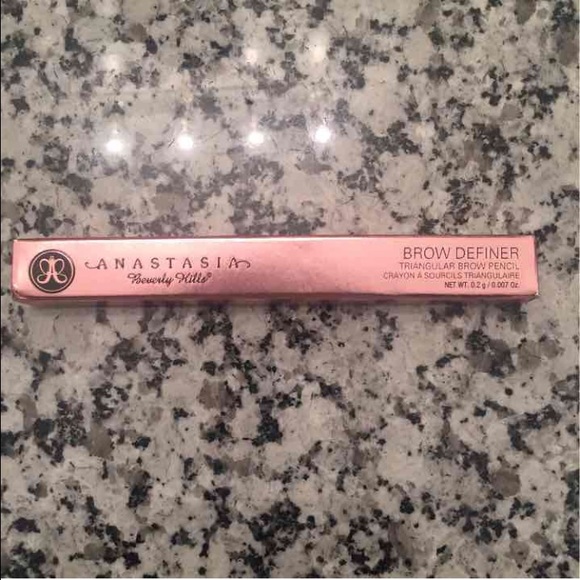 ANASTASIA
Beverly Hills®
BROW DEFINER
TRIANGULAR BROW PENCIL
CRAYON A SOURCILS TRIANGULAIRE
NET WT. 0.2 g / 0.007 Oz.